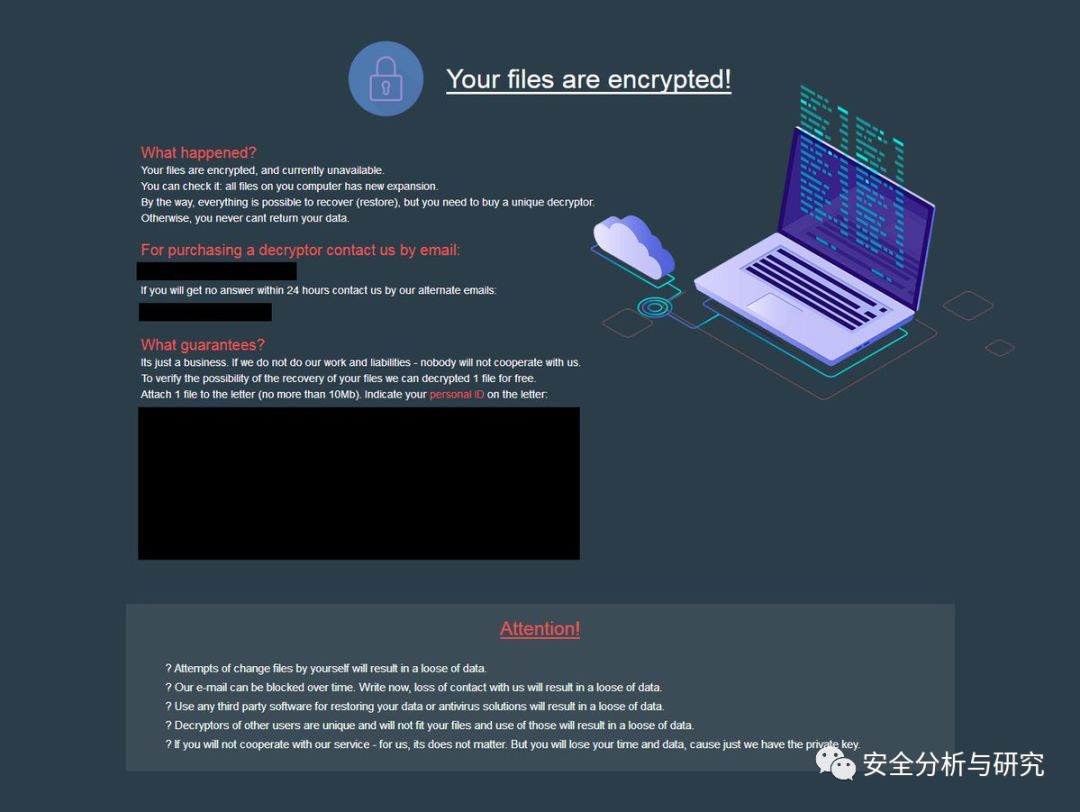 Your files are encrypted!
What happened?
Your files are encrypted, and currently unavailable.
You can check it: all files on you computer has new expansion.
By the way, everything is possible to recover (restore), but you need to buy a unique decryptor.
Otherwise, you never cant return your data.
For purchasing a decryptor contact us by email:
If you will get no answer within 24 hours contact us by our alternate emails:
What guarantees?
Its just a business. If we do not do our work and liabilities - nobody will not cooperate with us.
To verify the possibility of the recovery of your files we can decrypted 1 file for free.
Attach 1 file to the letter (no more than 10Mb). Indicate your personal ID on the letter:
Attention!
? Attempts of change files by yourself will result in a loose of data.
? Our e-mail can be blocked over time. Write now, loss of contact with us will result in a loose of data.
? Use any third party software for restoring your data or antivirus solutions will result in a loose of data.
? Decryptors of other users are unique and will not fit your files and use of those will result in a loose of data.
? If you will not cooperate with our service - for us, its does not matter. But you will lose your time and data, cause just we have the private key.
安全分析与研究